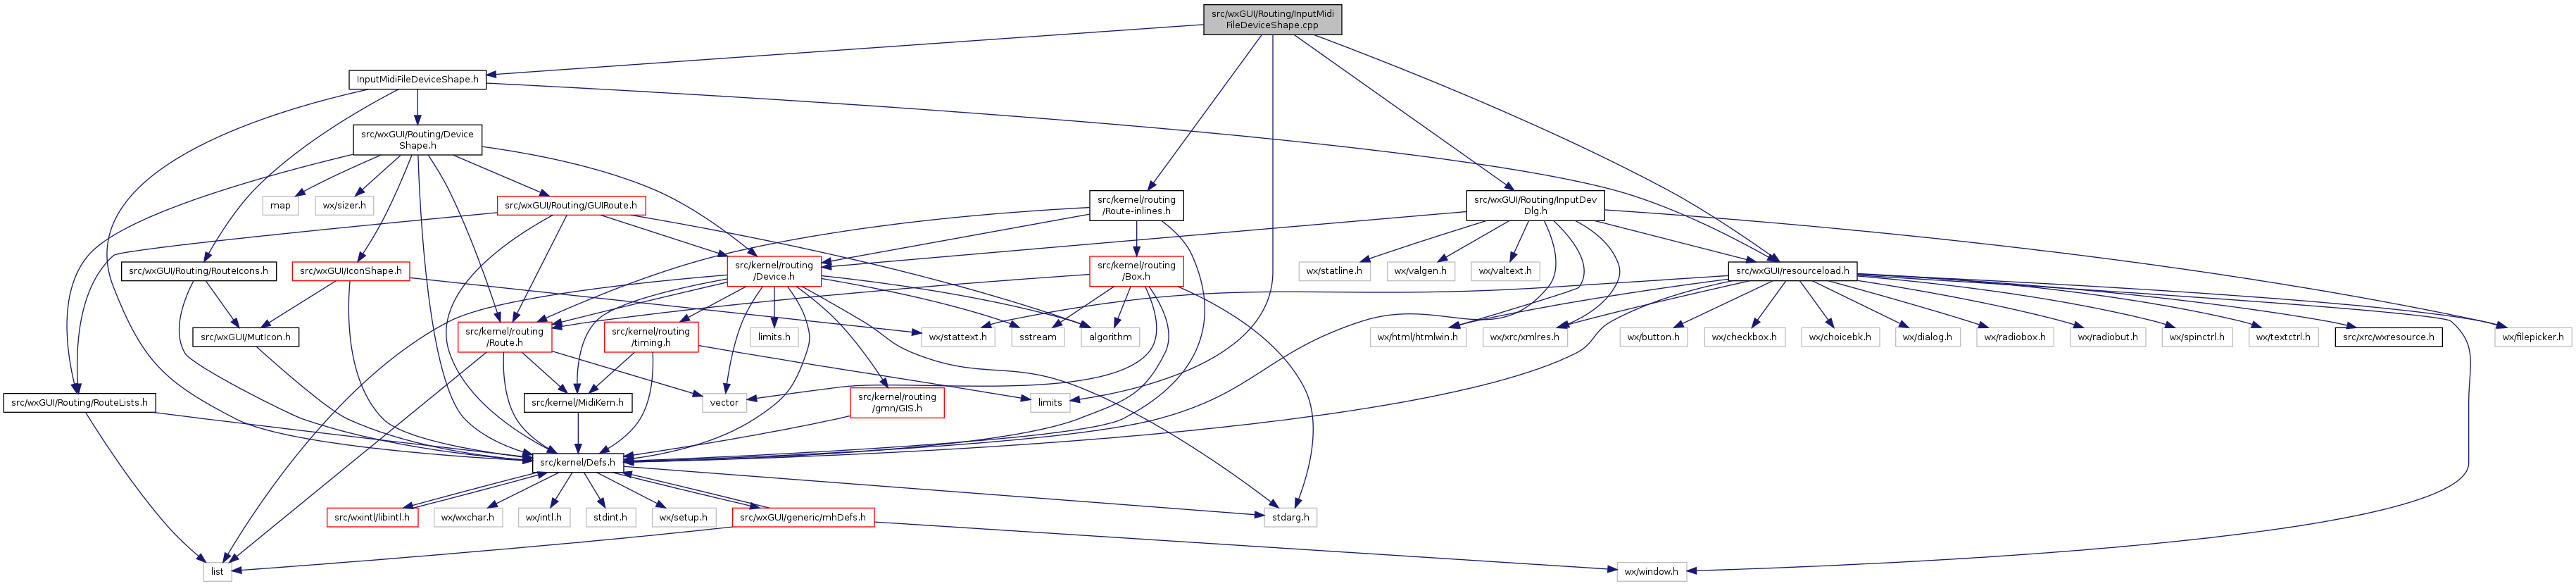 src/wxGUI/Routing/InputMidi
FileDeviceShape.cpp
InputMidiFileDeviceShape.h
src/wxGUI/Routing/Device
Shape.h
map
wx/sizer.h
src/wxGUI/Routing/GUIRoute.h
src/kernel/routing
/Route-inlines.h
src/wxGUI/Routing/InputDev
Dlg.h
src/wxGUI/Routing/RouteIcons.h
src/wxGUI/IconShape.h
src/kernel/routing
/Device.h
src/kernel/routing
/Box.h
wx/statline.h
wx/valgen.h
wx/valtext.h
src/wxGUI/resourceload.h
src/wxGUI/MutIcon.h
src/kernel/routing
/Route.h
src/kernel/routing
/timing.h
limits.h
wx/stattext.h
sstream
algorithm
wx/html/htmlwin.h
wx/xrc/xmlres.h
wx/button.h
wx/checkbox.h
wx/choicebk.h
wx/dialog.h
wx/radiobox.h
wx/radiobut.h
wx/spinctrl.h
wx/textctrl.h
src/xrc/wxresource.h
wx/filepicker.h
src/wxGUI/Routing/RouteLists.h
src/kernel/MidiKern.h
vector
src/kernel/routing
/gmn/GIS.h
limits
src/kernel/Defs.h
src/wxintl/libintl.h
wx/wxchar.h
wx/intl.h
stdint.h
wx/setup.h
src/wxGUI/generic/mhDefs.h
stdarg.h
list
wx/window.h